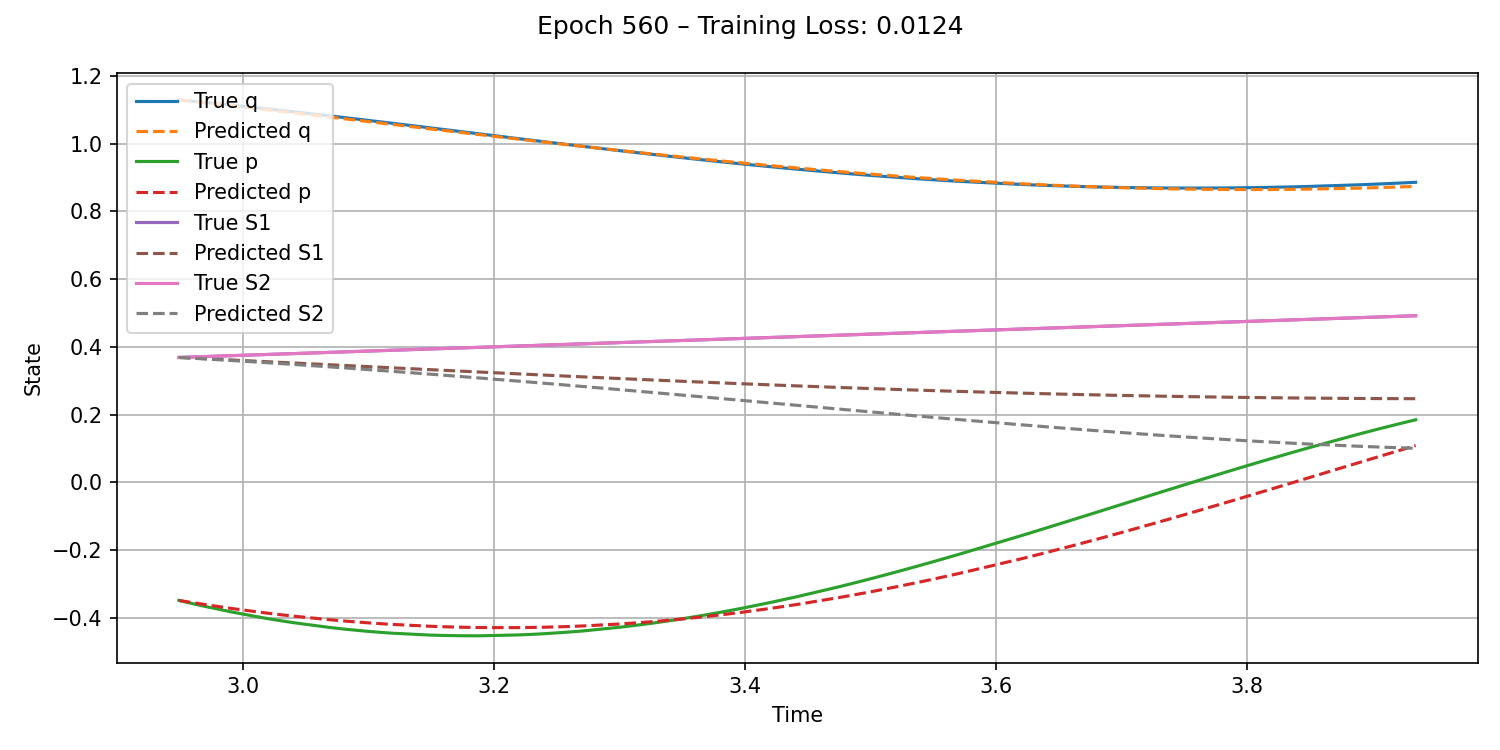 Epoch 560 – Training Loss: 0.0124
1.2
1.0
0.8
0.6
0.4
0.2
0.0
−0.2
−0.4
State
True q
Predicted q
True p
Predicted p
True S1
Predicted S1
True S2
Predicted S2
3.0 3.2 3.4 3.6 3.8
Time